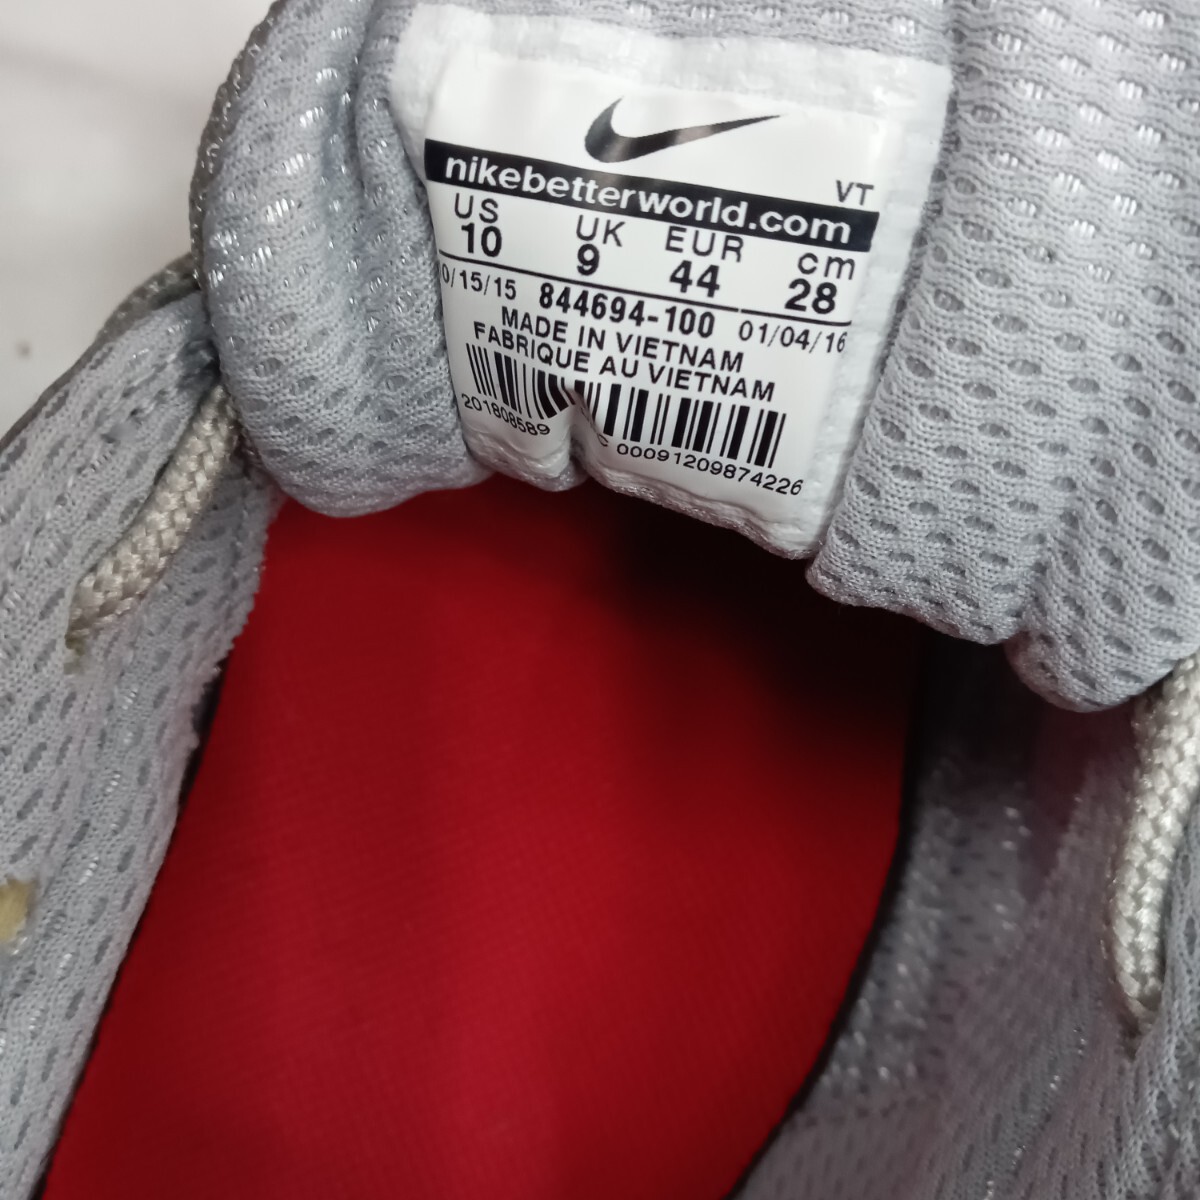 nikebetterworld.com
VT
US UK EUR cm
10 9 44 28
0/15/15 844694-100 01/04/16
MADE IN VIETNAM
FABRIQUE AU VIETNAM
201808589
C 00091209874226